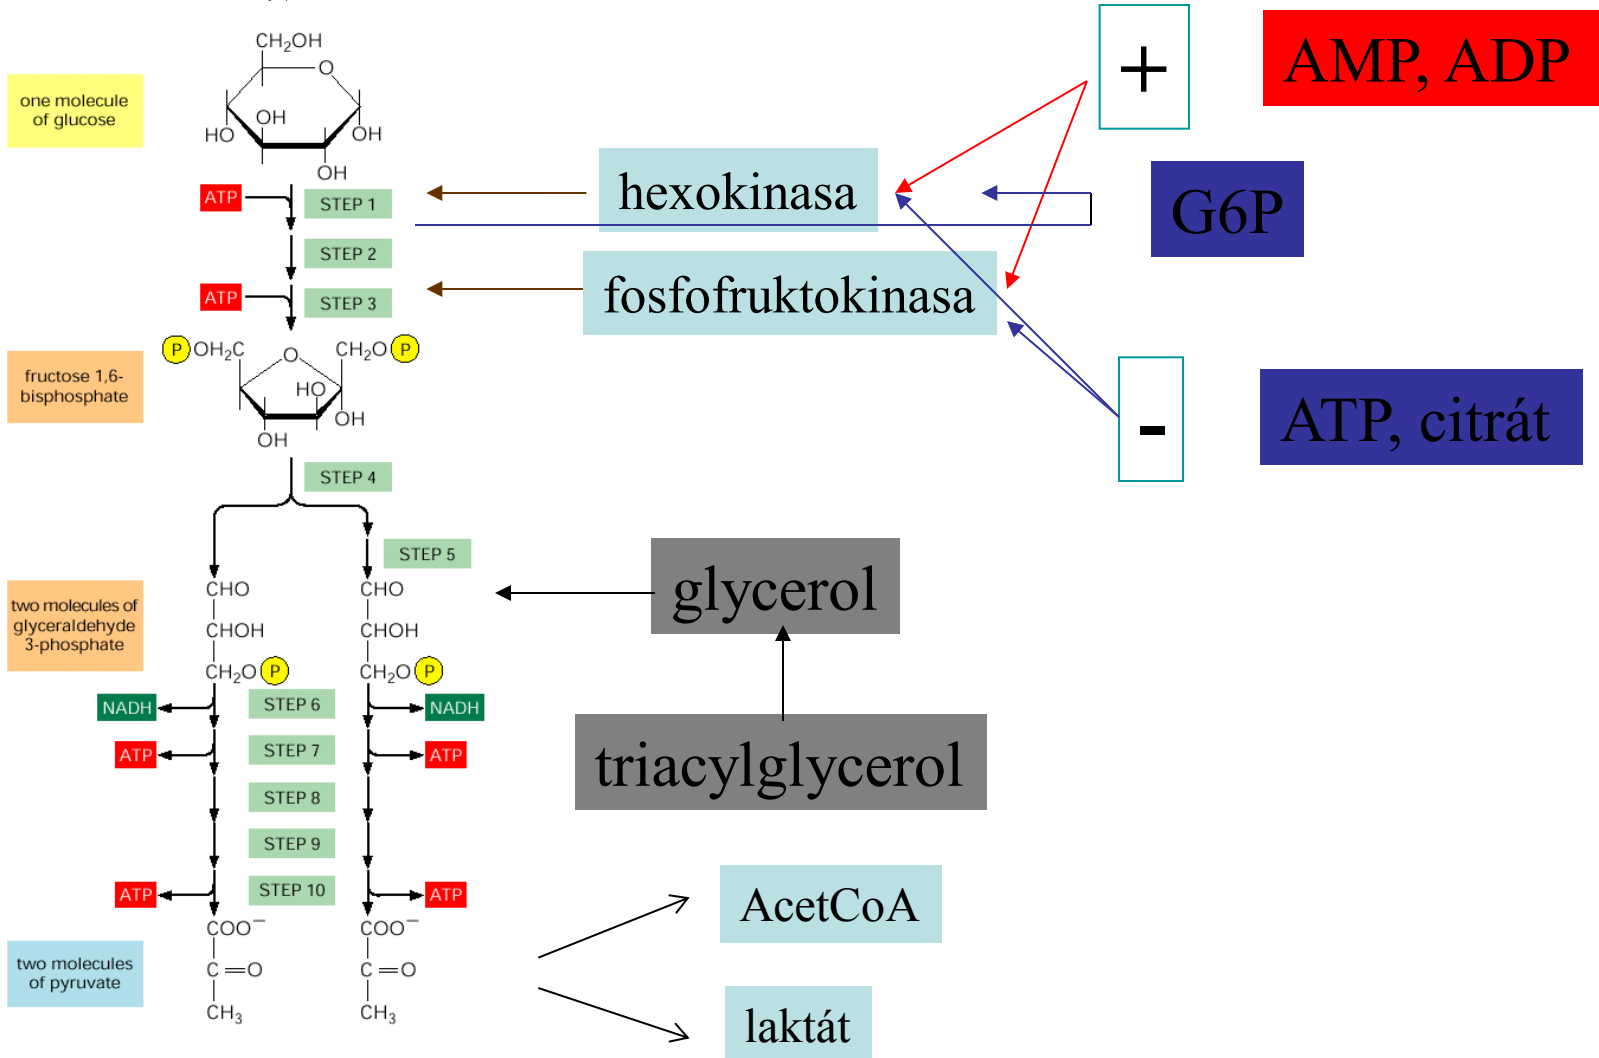 CH2OH
O
one molecule
of glucose
OH
HO
OH
OH
+
AMP, ADP
ATP
STEP 1
hexokinasa
G6P
STEP 2
ATP
STEP 3
fosfofruktokinasa
P OH2C
O
CH2O P
fructose 1,6-
bisphosphate
HO
OH
OH
-
ATP, citrát
STEP 4
STEP 5
glycerol
CHO
CHO
two molecules of
glyceraldehyde
3-phosphate
CHOH
CHOH
CH2O P
CH2O P
NADH
STEP 6
NADH
ATP
STEP 7
ATP
triacylglycerol
STEP 8
STEP 9
ATP
STEP 10
ATP
AcetCoA
COO−
COO−
two molecules
of pyruvate
C=O
C=O
CH3
CH3
laktát